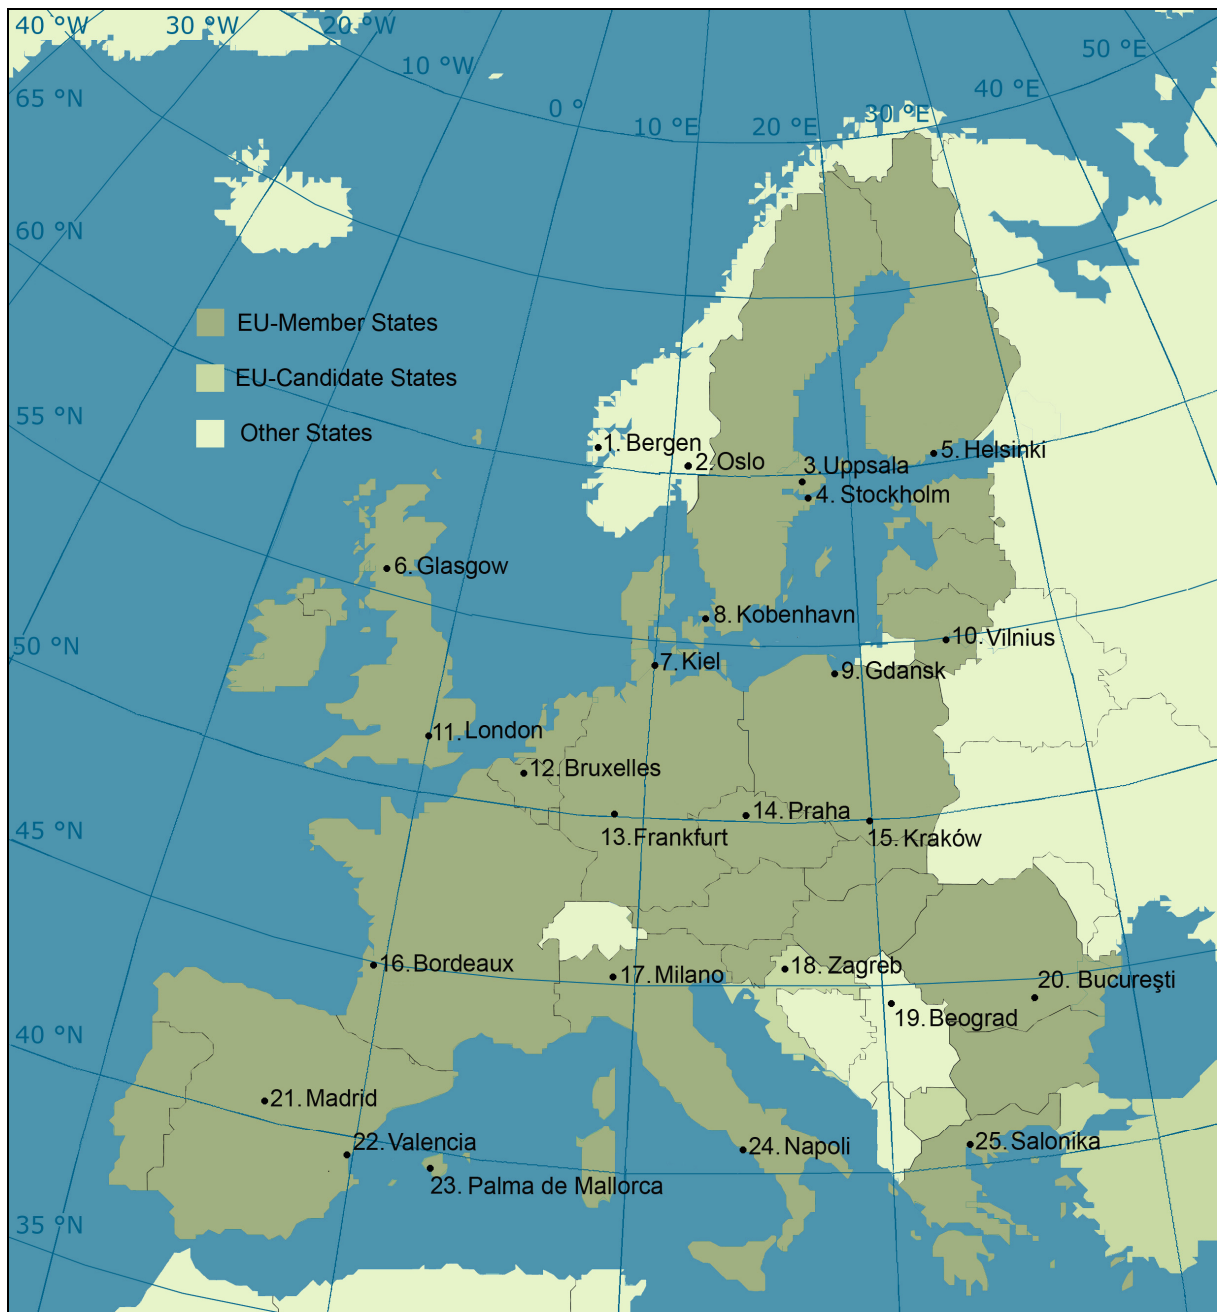 40 °W
30 °W
20 °W
10 °W
0 °
10 °E
20 °E
30 °E
40 °E
50 °E
65 °N
60 °N
55 °N
50 °N
45 °N
40 °N
35 °N
EU-Member States
EU-Candidate States
Other States
1. Bergen
2. Oslo
3. Uppsala
4. Stockholm
5. Helsinki
6. Glasgow
7. Kiel
8. Kobenhavn
9. Gdansk
10. Vilnius
11. London
12. Bruxelles
13. Frankfurt
14. Praha
15. Kraków
16. Bordeaux
17. Milano
18. Zagreb
19. Beograd
20. Bucureşti
21. Madrid
22. Valencia
23. Palma de Mallorca
24. Napoli
25. Salonika